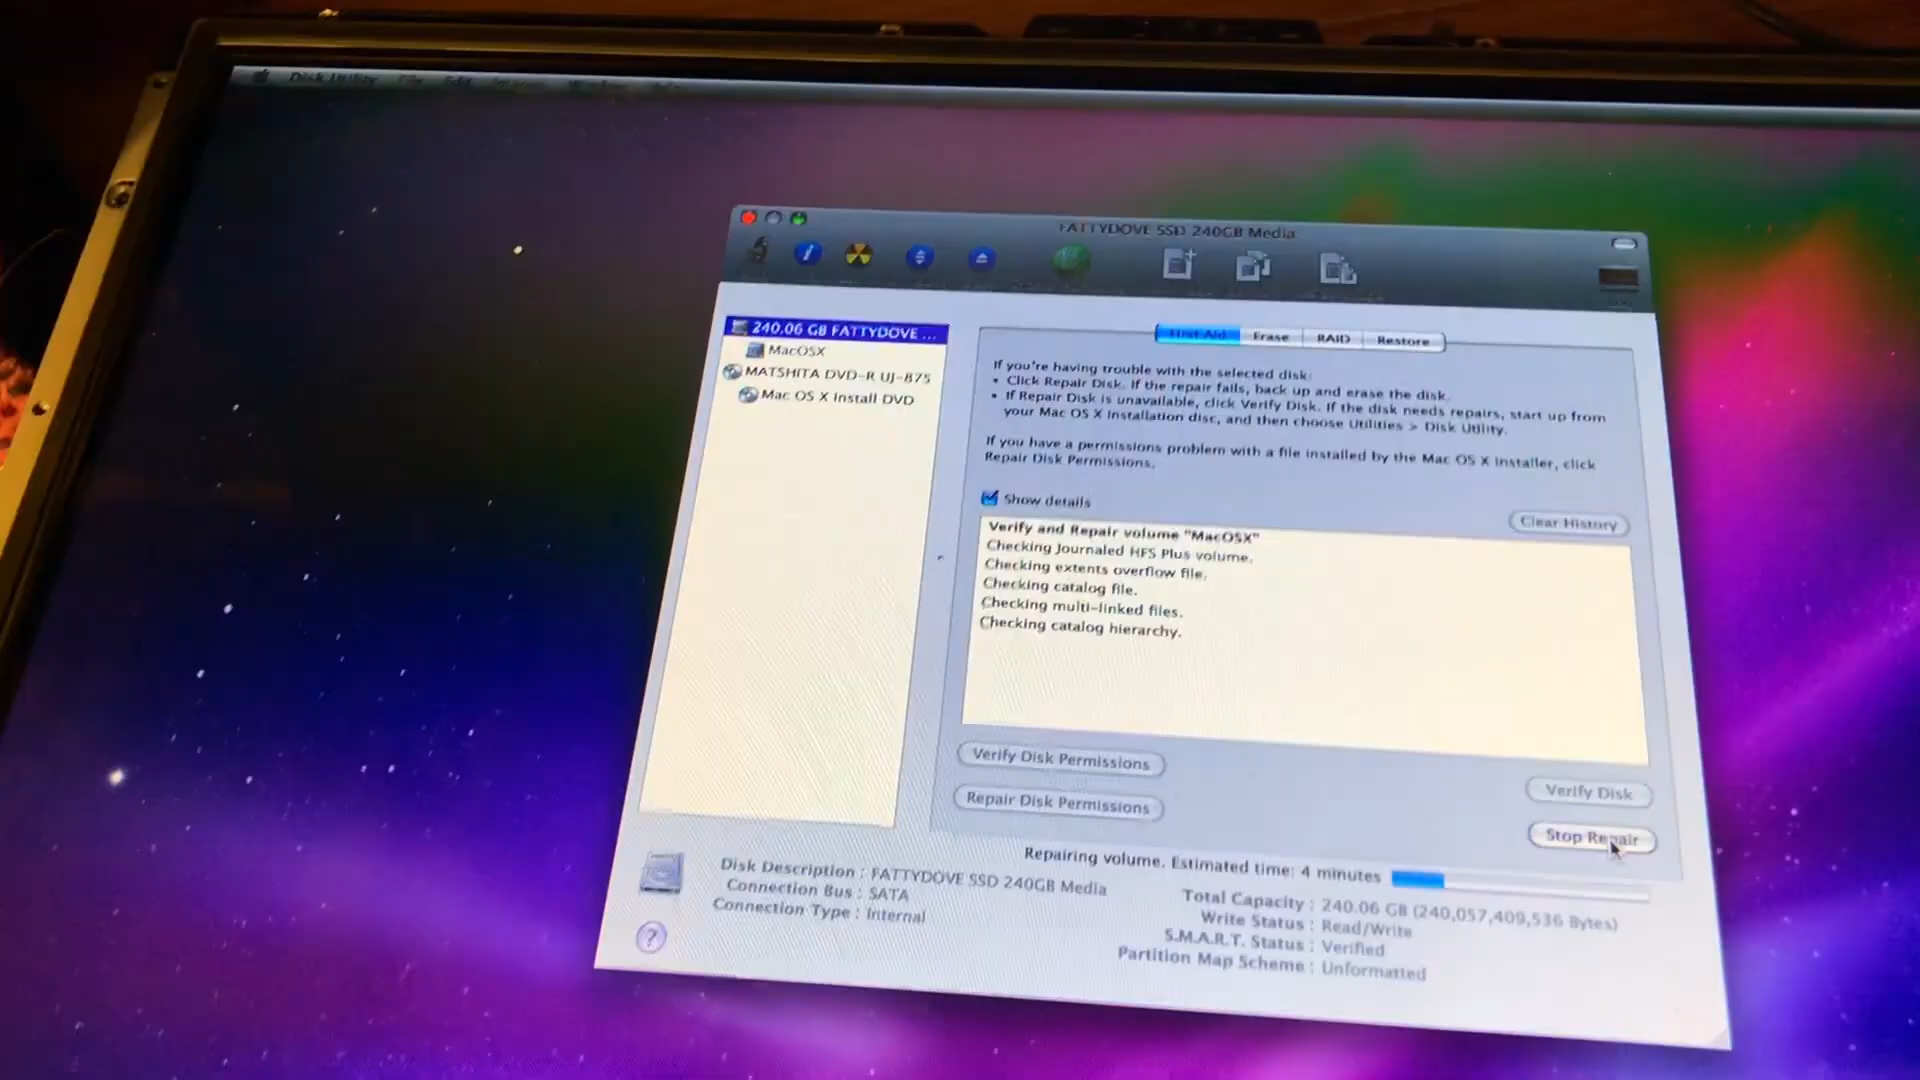 Disk Utility
FATTYDOVE SSD 240GB Media
240.06 GB FATTYDOVE ...
MacOSX
MATSHITA DVD-R UJ-875
Mac OS X Install DVD
First Aid
Erase
RAID
Restore
If you're having trouble with the selected disk:
• Click Repair Disk. If the repair fails, back up and erase the disk.
• If Repair Disk is unavailable, click Verify Disk. If the disk needs repairs, start up from
your Mac OS X Installation disc, and then choose Utilities > Disk Utility.
If you have a permissions problem with a file installed by the Mac OS X installer, click
Repair Disk Permissions.
Show details
Clear History
Verify and Repair volume "MacOSX"
Checking Journaled HFS Plus volume.
Checking extents overflow file.
Checking catalog file.
Checking multi-linked files.
Checking catalog hierarchy.
Verify Disk Permissions
Verify Disk
Repair Disk Permissions
Stop Repair
Repairing volume. Estimated time: 4 minutes
Disk Description : FATTYDOVE SSD 240GB Media
Connection Bus : SATA
Connection Type : Internal
Total Capacity : 240.06 GB (240,057,409,536 Bytes)
Write Status : Read/Write
S.M.A.R.T. Status : Verified
Partition Map Scheme : Unformatted
?